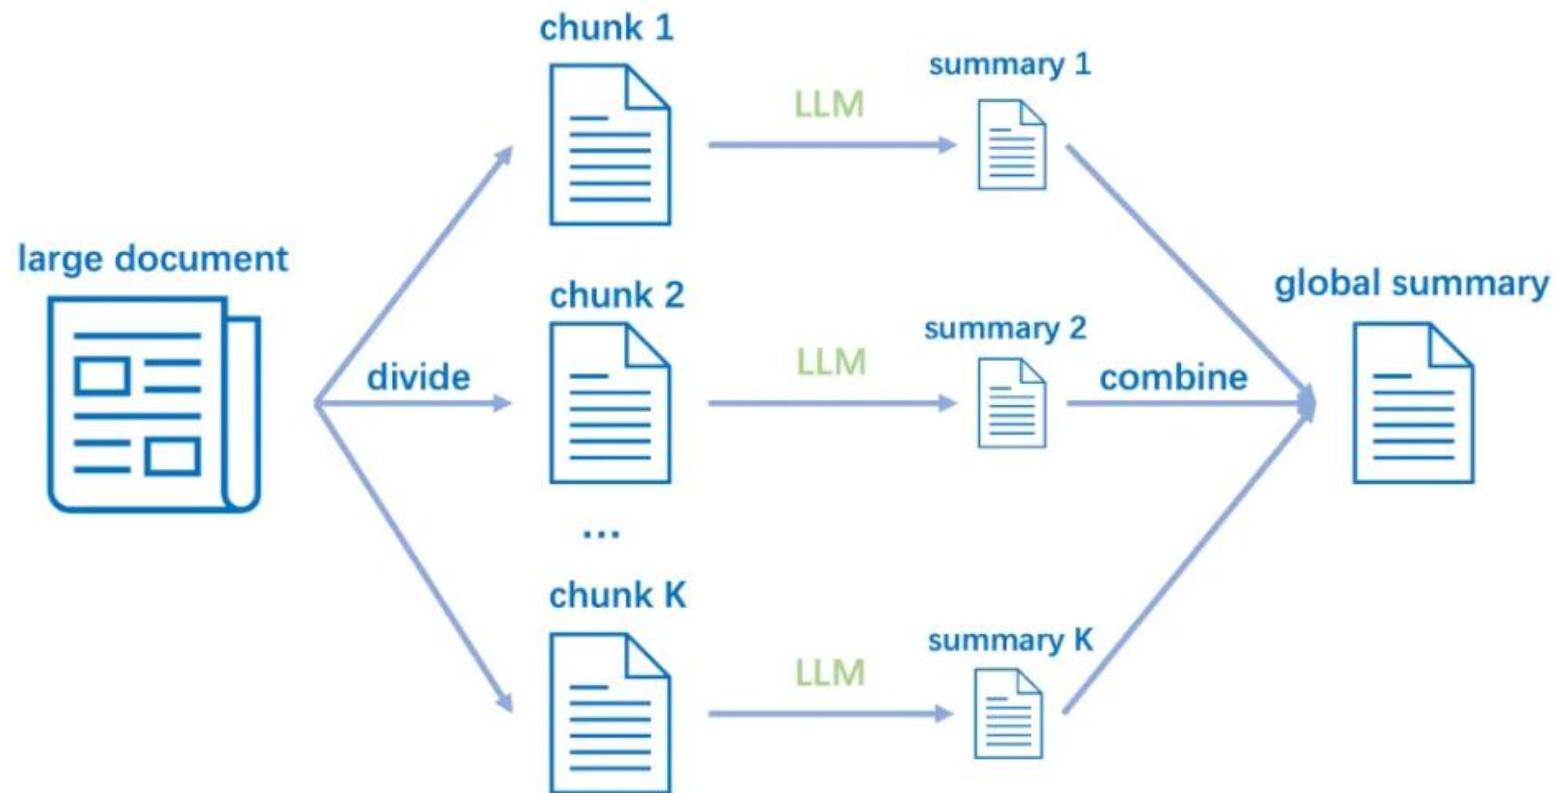 chunk 1
LLM
summary 1
large document
divide
chunk 2
LLM
summary 2
combine
global summary
...
chunk K
LLM
summary K